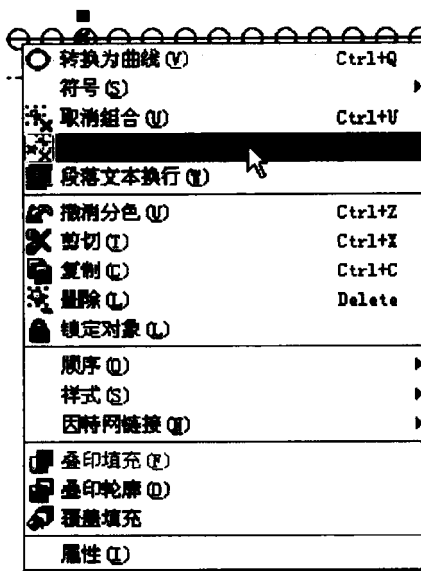 转换为曲线(V) Ctrl+Q
符号(S)
取消组合(U) Ctrl+U
段落文本换行(W)
撤消分色(U) Ctrl+Z
剪切(T) Ctrl+X
复制(C) Ctrl+C
删除(L) Delete
锁定对象(L)
顺序(O)
样式(S)
因特网链接(N)
叠印填充(F)
叠印轮廓(O)
覆盖填充
属性(I)